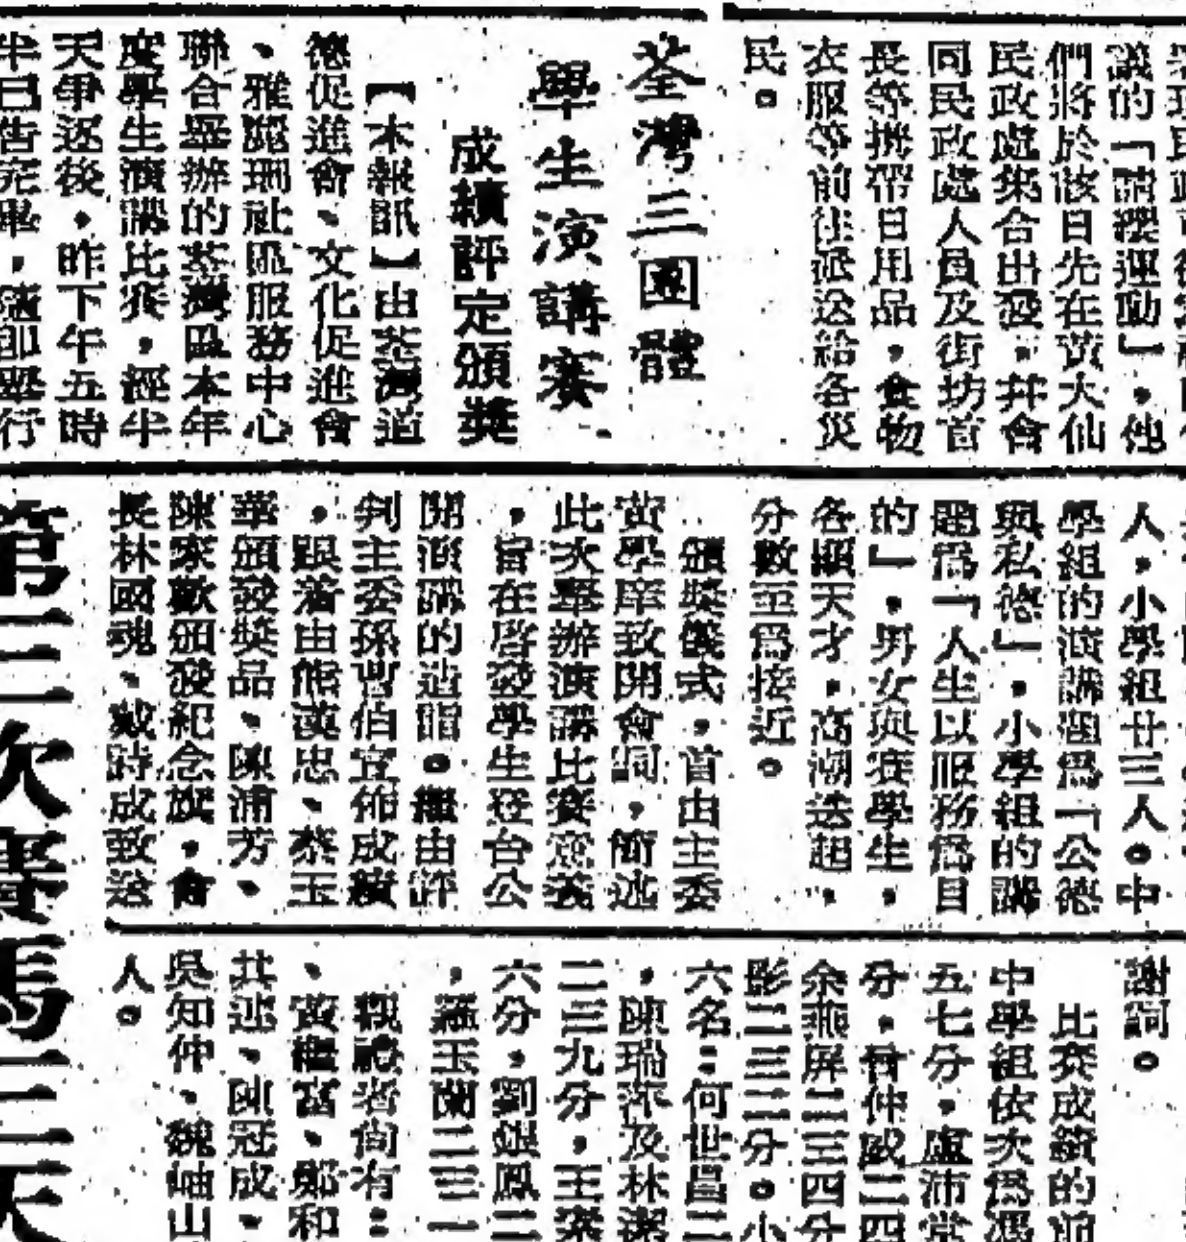 議的「請纓運動」，他
們將於該日先在黃大仙
民政處集合出發，并會
同民政處人員及街坊首
長等携帶日用品，食物
衣服等前往派送給各災
民。
荃灣三團體
學生演講賽
成績評定頒獎
【本報訊】由荃灣道
德促進會、文化促進會
、雅麗珊社區服務中心
聯合舉辦的荃灣區本年
度學生演講比賽，經半
天爭逐後，昨下午五時
半已告完畢，隨即舉行
人，小學組廿三人。中
學組的演講題爲「公德
與私德」，小學組的講
題爲「人生以服務爲目
的」，男女與賽學生，
各顯天才，高潮迭起，
分數至爲接近。
頒獎儀式，首由主委
黃學庠致開會詞，簡述
此次舉辦演講比賽意義
，旨在啓發學生登台公
開演講的造詣。繼由評
判主委孫甯伯宣佈成績
，跟着由熊漢忠、蔡玉
華頒發獎品、陳浦芳、
陳家歡頒發紀念旗，會
長林國魂、戴時成致送
謝詞。
比賽成績的前
中學組依次爲馮
五七分，盧沛棠
分，甘仲威二四
余燕屏二三四分
影二三二分。小
六名：何世昌二
，陳瑞萍及林潔
二三九分，王
六分，劉銀鳳二
，羅玉蘭二三一
觀禮者尚有：
、黃繼富、鄭和
其、陳冠成、
吳知仲、魏岫山
人。
第三次賽馬三天